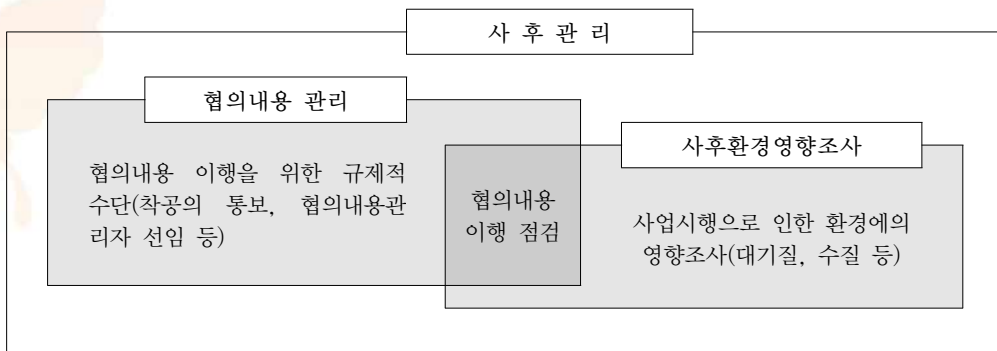 사 후 관 리
협의내용 관리
협의내용 이행을 위한 규제적
수단(착공의 통보, 협의내용관
리자 선임 등)
협의내용
이행 점검
사후환경영향조사
사업시행으로 인한 환경에의
영향조사(대기질, 수질 등)